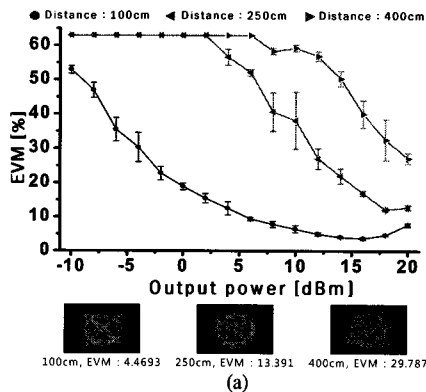 Distance : 100cm Distance : 250cm Distance : 400cm
EVM [%]
60
50
40
30
20
10
0
-10 -5 0 5 10 15 20
Output power [dBm]
100cm, EVM : 4.4693 250cm, EVM : 13.391 400cm, EVM : 29.787
(a)